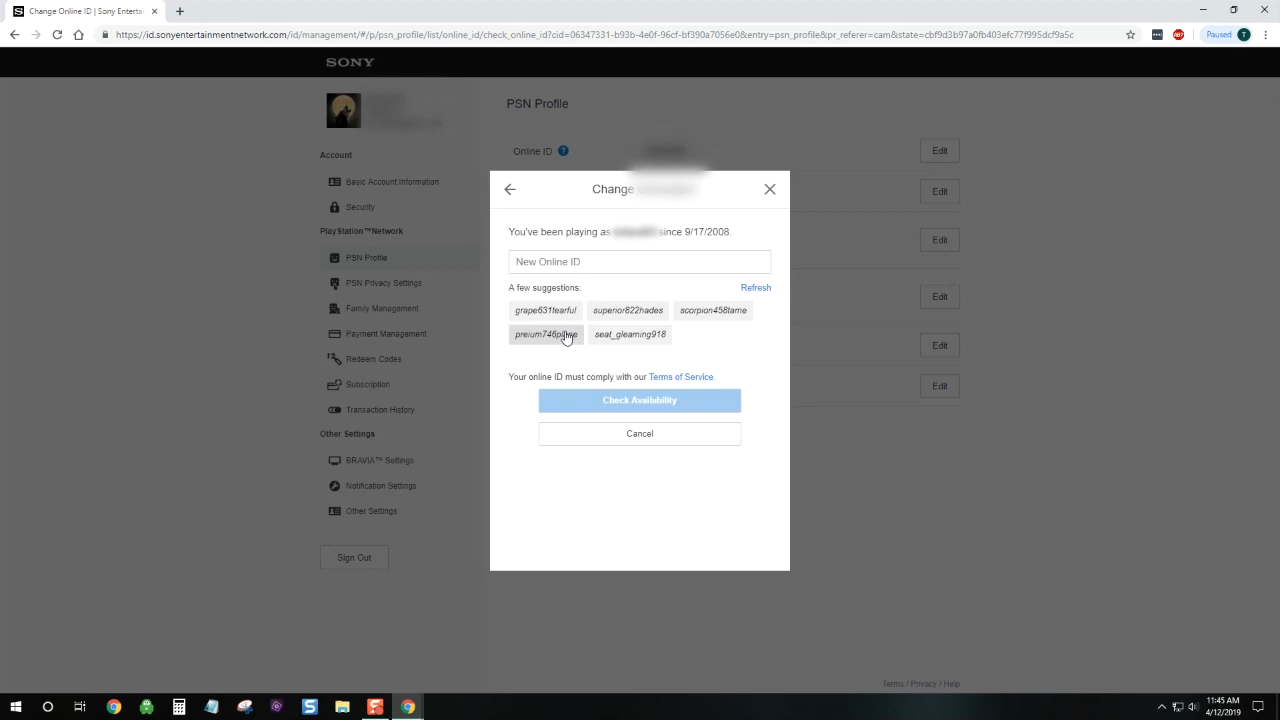 Change Online ID | Sony Enterta
Paused
T
https://id.sonyentertainmentnetwork.com/id/management/#/p/psn_profile/list/online_id/check_online_id?cid=06347331-b93b-4e0f-96cf-bf390a7056e0&entry=psn_profile&pr_referer=cam&state=cbf9d3b97a0fb403efc77f995dcf9a5c
SONY
PSN Profile
Account
Online ID ?
Edit
Basic Account Information
Edit
Security
PlayStation™Network
Edit
PSN Profile
PSN Privacy Settings
Edit
Family Management
Payment Management
Edit
Redeem Codes
Subscription
Edit
Transaction History
Other Settings
BRAVIA™ Settings
Notification Settings
Other Settings
Sign Out
Change
You've been playing as
since 9/17/2008.
New Online ID
A few suggestions:
Refresh
grape631tearful
superior822hades
scorpion458tame
seat_gleaming918
Your online ID must comply with our Terms of Service.
Check Availability
Cancel
Terms / Privacy / Help
11:45 AM
4/12/2019